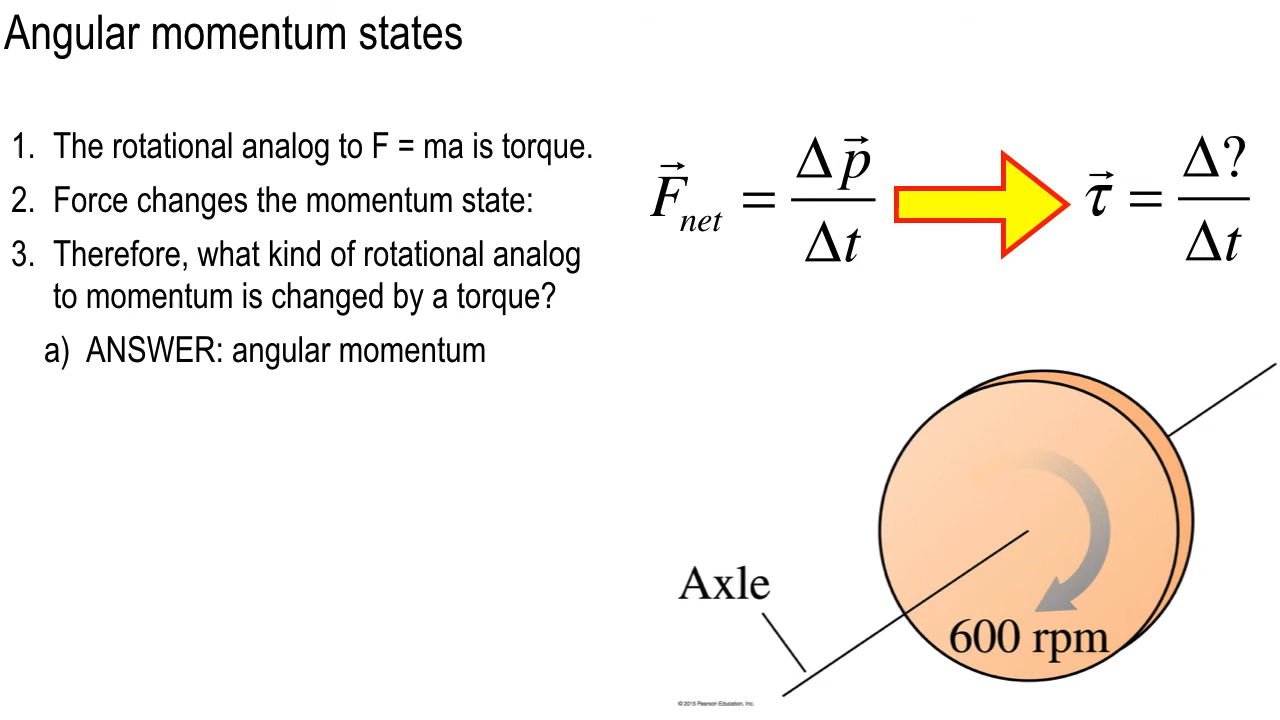 Angular momentum states
1. The rotational analog to F = ma is torque.
2. Force changes the momentum state:
3. Therefore, what kind of rotational analog
to momentum is changed by a torque?
a) ANSWER: angular momentum
F⃗net = Δp⃗ / Δt
τ⃗ = Δ? / Δt
Axle
600 rpm
© 2015 Pearson Education, Inc.